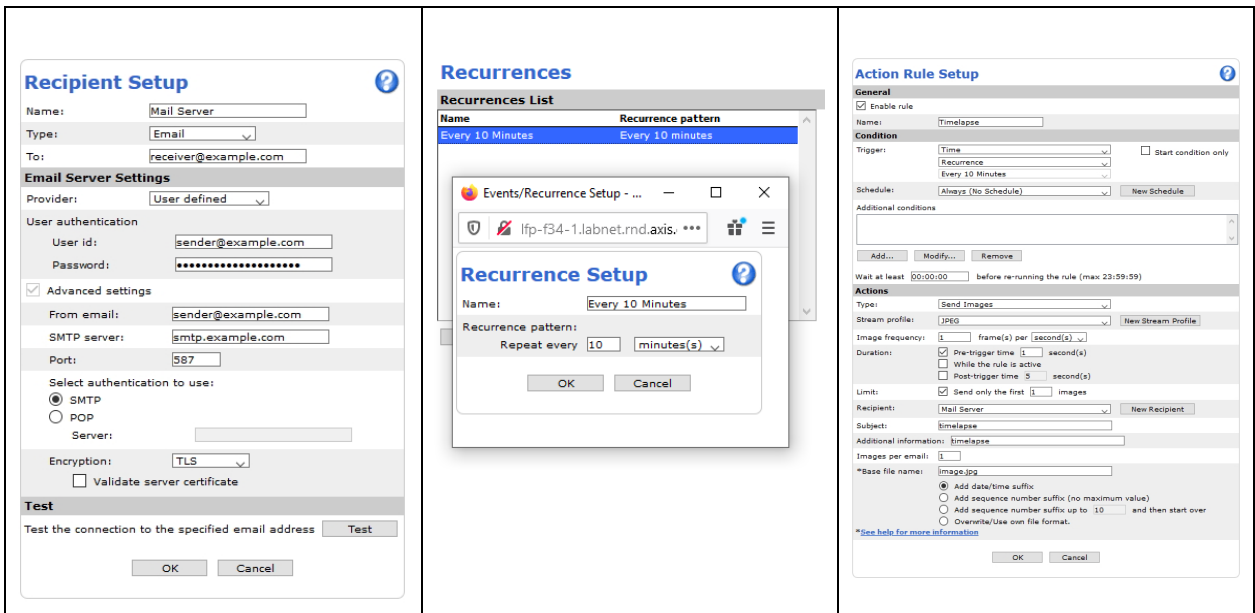 Recipient Setup
Name: Mail Server
Type: Email
To: receiver@example.com
Email Server Settings
Provider: User defined
User authentication
User id: sender@example.com
Password: ••••••••••••••••••••
Advanced settings
From email: sender@example.com
SMTP server: smtp.example.com
Port: 587
Select authentication to use:
SMTP
POP
Server:
Encryption: TLS
Validate server certificate
Test
Test the connection to the specified email address Test
OK Cancel
Recurrences
Recurrences List
Name Recurrence pattern
Every 10 Minutes Every 10 minutes
Events/Recurrence Setup - ...
lfp-f34-1.labnet.rnd.axis. •••
Recurrence Setup
Name: Every 10 Minutes
Recurrence pattern:
Repeat every 10 minutes(s)
OK Cancel
Action Rule Setup
General
Enable rule
Name: Timelapse
Condition
Trigger: Time Start condition only
Recurrence
Every 10 Minutes
Schedule: Always (No Schedule) New Schedule
Additional conditions
Add... Modify... Remove
Wait at least 00:00:00 before re-running the rule (max 23:59:59)
Actions
Type: Send Images
Stream profile: JPEG New Stream Profile
Image frequency: 1 frame(s) per second(s)
Duration: Pre-trigger time 1 second(s)
While the rule is active
Post-trigger time 5 second(s)
Limit: Send only the first 1 images
Recipient: Mail Server New Recipient
Subject: timelapse
Additional information: timelapse
Images per email: 1
*Base file name: image.jpg
Add date/time suffix
Add sequence number suffix (no maximum value)
Add sequence number suffix up to 10 and then start over
Overwrite/Use own file format.
*See help for more information
OK Cancel